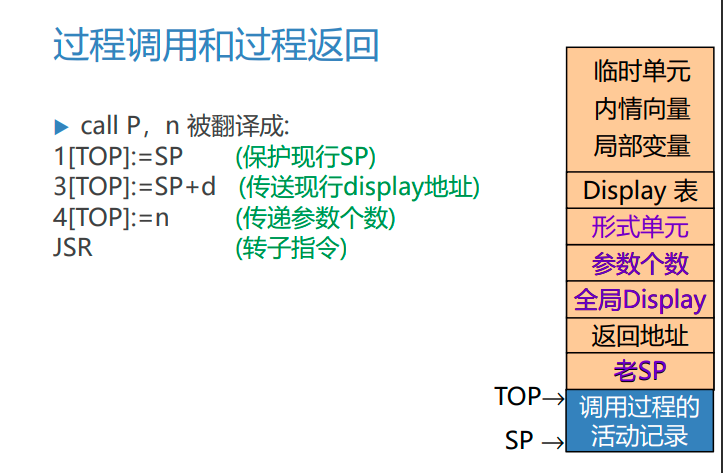 过程调用和过程返回
call P，n 被翻译成:
1[TOP]:=SP (保护现行SP)
3[TOP]:=SP+d (传送现行display地址)
4[TOP]:=n (传递参数个数)
JSR (转子指令)
临时单元
内情向量
局部变量
Display 表
形式单元
参数个数
全局Display
返回地址
老SP
TOP→
调用过程的
活动记录
SP →